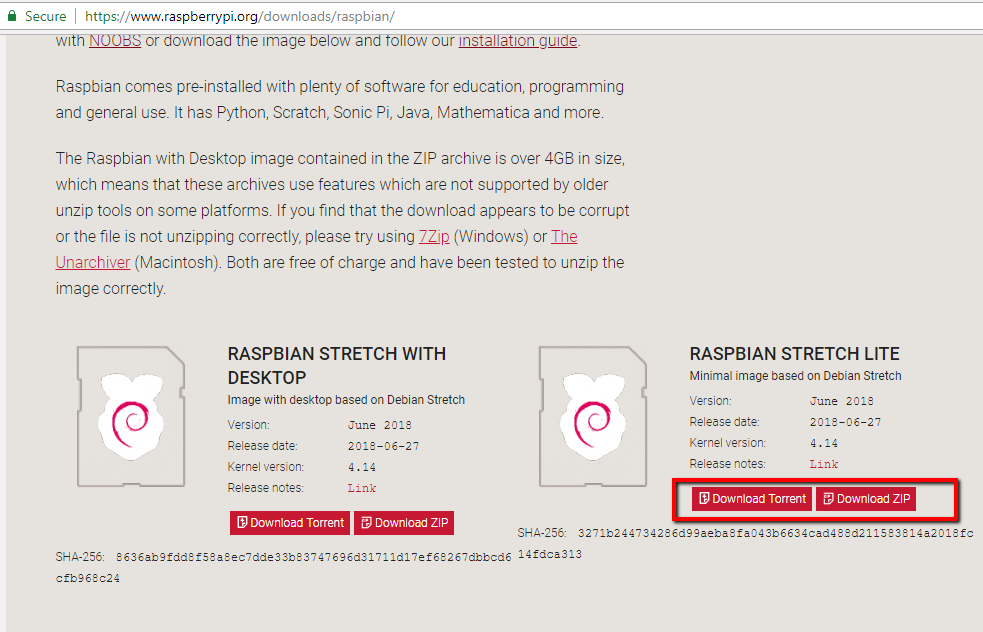 Secure https://www.raspberrypi.org/downloads/raspbian/
with NOOBS or download the image below and follow our installation guide.
Raspbian comes pre-installed with plenty of software for education, programming
and general use. It has Python, Scratch, Sonic Pi, Java, Mathematica and more.
The Raspbian with Desktop image contained in the ZIP archive is over 4GB in size,
which means that these archives use features which are not supported by older
unzip tools on some platforms. If you find that the download appears to be corrupt
or the file is not unzipping correctly, please try using 7Zip (Windows) or The
Unarchiver (Macintosh). Both are free of charge and have been tested to unzip the
image correctly.
RASPBIAN STRETCH WITH
DESKTOP
Image with desktop based on Debian Stretch
Version: June 2018
Release date: 2018-06-27
Kernel version: 4.14
Release notes: Link
Download Torrent Download ZIP
SHA-256: 8636ab9fdd8f58a8ec7dde33b83747696d31711d17ef68267dbbcd6
cfb968c24
RASPBIAN STRETCH LITE
Minimal image based on Debian Stretch
Version: June 2018
Release date: 2018-06-27
Kernel version: 4.14
Release notes: Link
Download Torrent Download ZIP
SHA-256: 3271b244734286d99aeba8fa043b6634cad488d211583814a2018fc
14fdca313